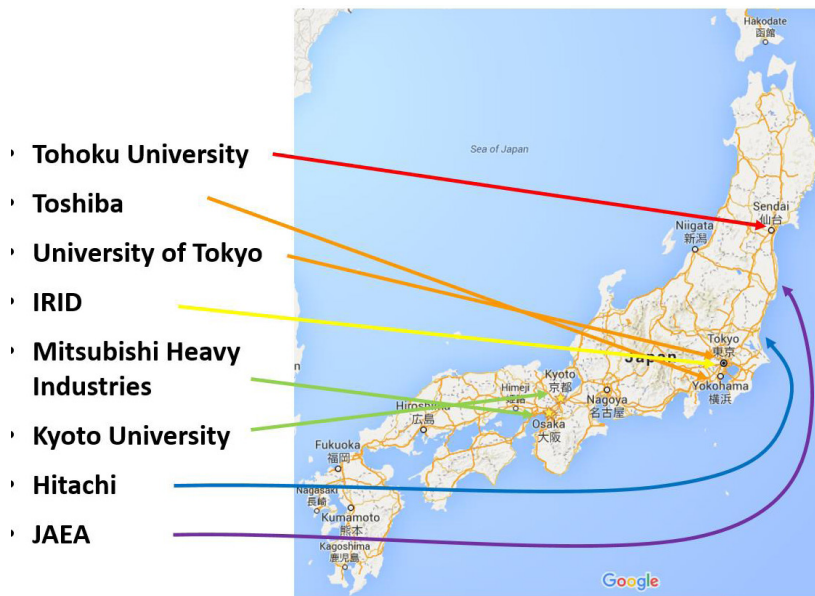 • Tohoku University
• Toshiba
• University of Tokyo
• IRID
• Mitsubishi Heavy
Industries
• Kyoto University
• Hitachi
• JAEA
Hakodate
函館
Sea of Japan
Sendai
仙台
Niigata
新潟
Tokyo
東京
Japan
Yokohama
横浜
Kyoto
京都
Himeji
姫路
Nagoya
名古屋
Hiroshima
広島
Osaka
大阪
Fukuoka
福岡
Nagasaki
長崎
Kumamoto
熊本
Kagoshima
鹿児島
Google